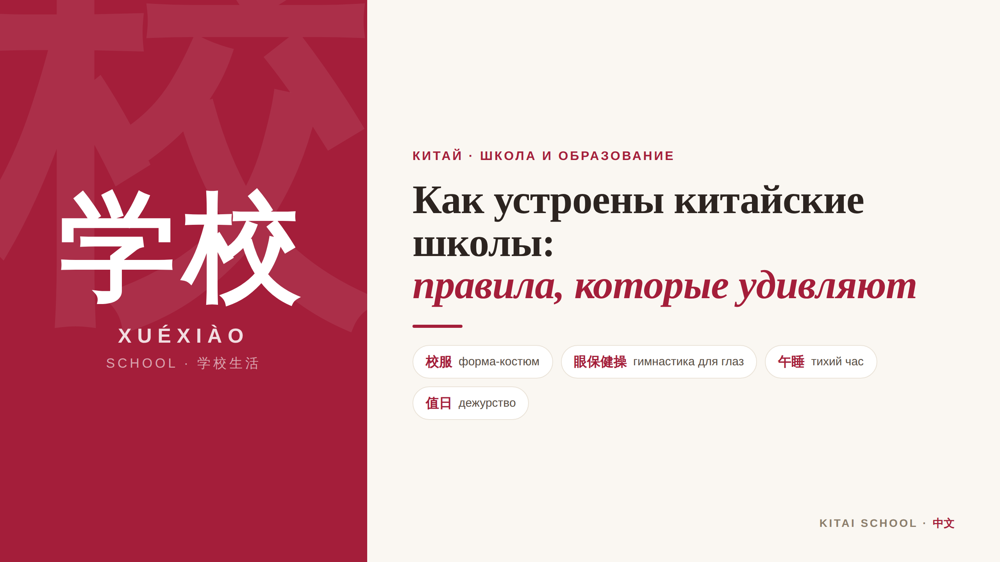 学校
XUÉXIÀO
SCHOOL · 学校生活
КИТАЙ · ШКОЛА И ОБРАЗОВАНИЕ
Как устроены китайские
школы:
правила, которые удивляют
校服 форма-костюм
眼保健操 гимнастика для глаз
午睡 тихий час
值日 дежурство
KITAI SCHOOL · 中文